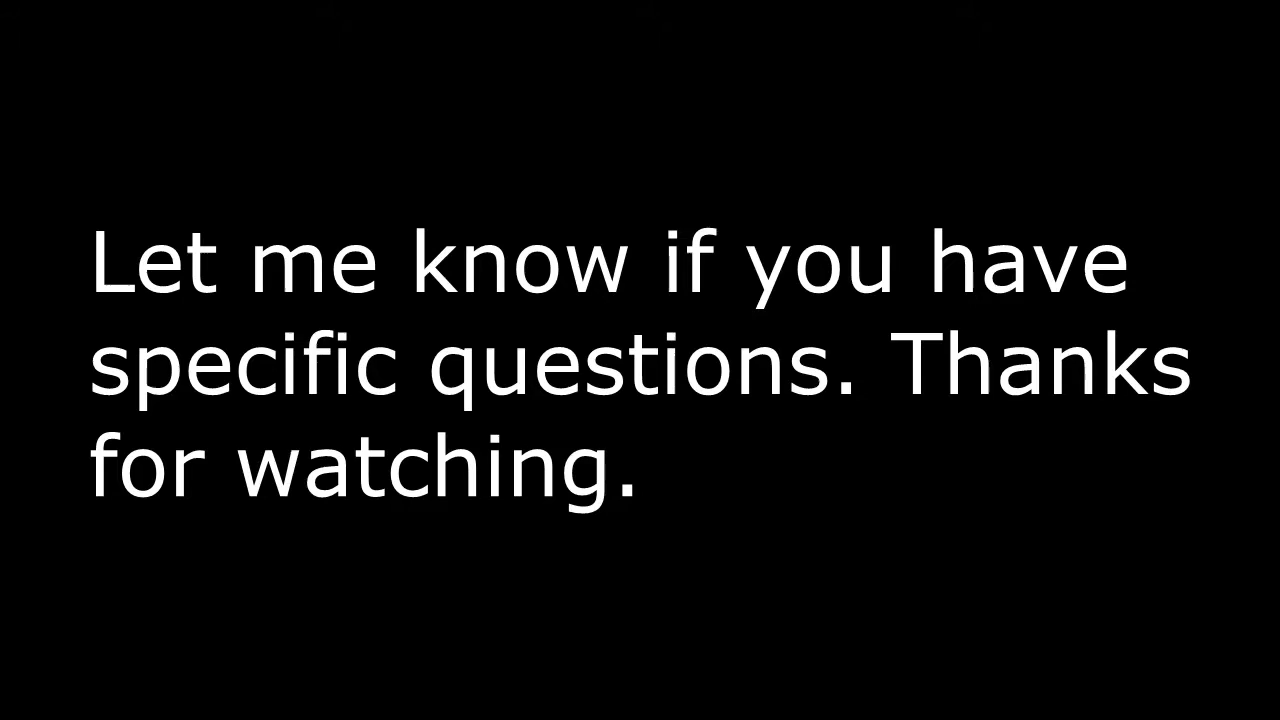 Let me know if you have
specific questions. Thanks
for watching.